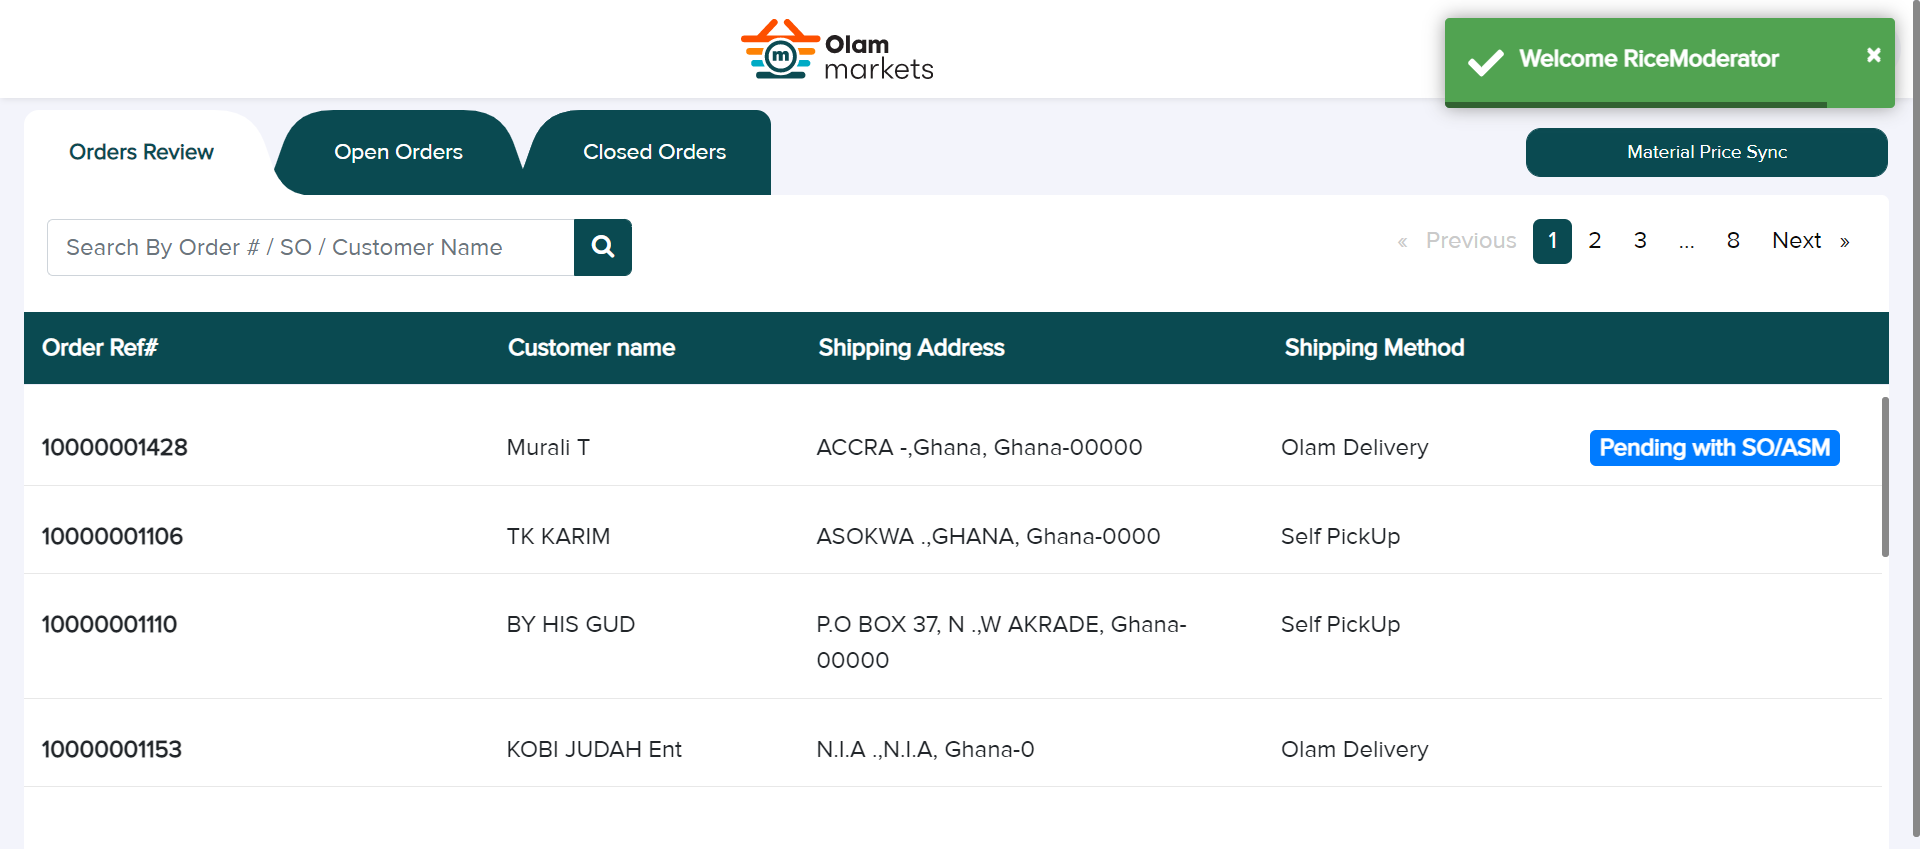 m
Olam
markets
Welcome RiceModerator
×
Orders Review
Open Orders
Closed Orders
Material Price Sync
Search By Order # / SO / Customer Name
« Previous 1 2 3 ... 8 Next »
Order Ref# Customer name Shipping Address Shipping Method
10000001428 Murali T ACCRA -,Ghana, Ghana-00000 Olam Delivery Pending with SO/ASM
10000001106 TK KARIM ASOKWA .,GHANA, Ghana-0000 Self PickUp
10000001110 BY HIS GUD P.O BOX 37, N .,W AKRADE, Ghana- Self PickUp
00000
10000001153 KOBI JUDAH Ent N.I.A .,N.I.A, Ghana-0 Olam Delivery